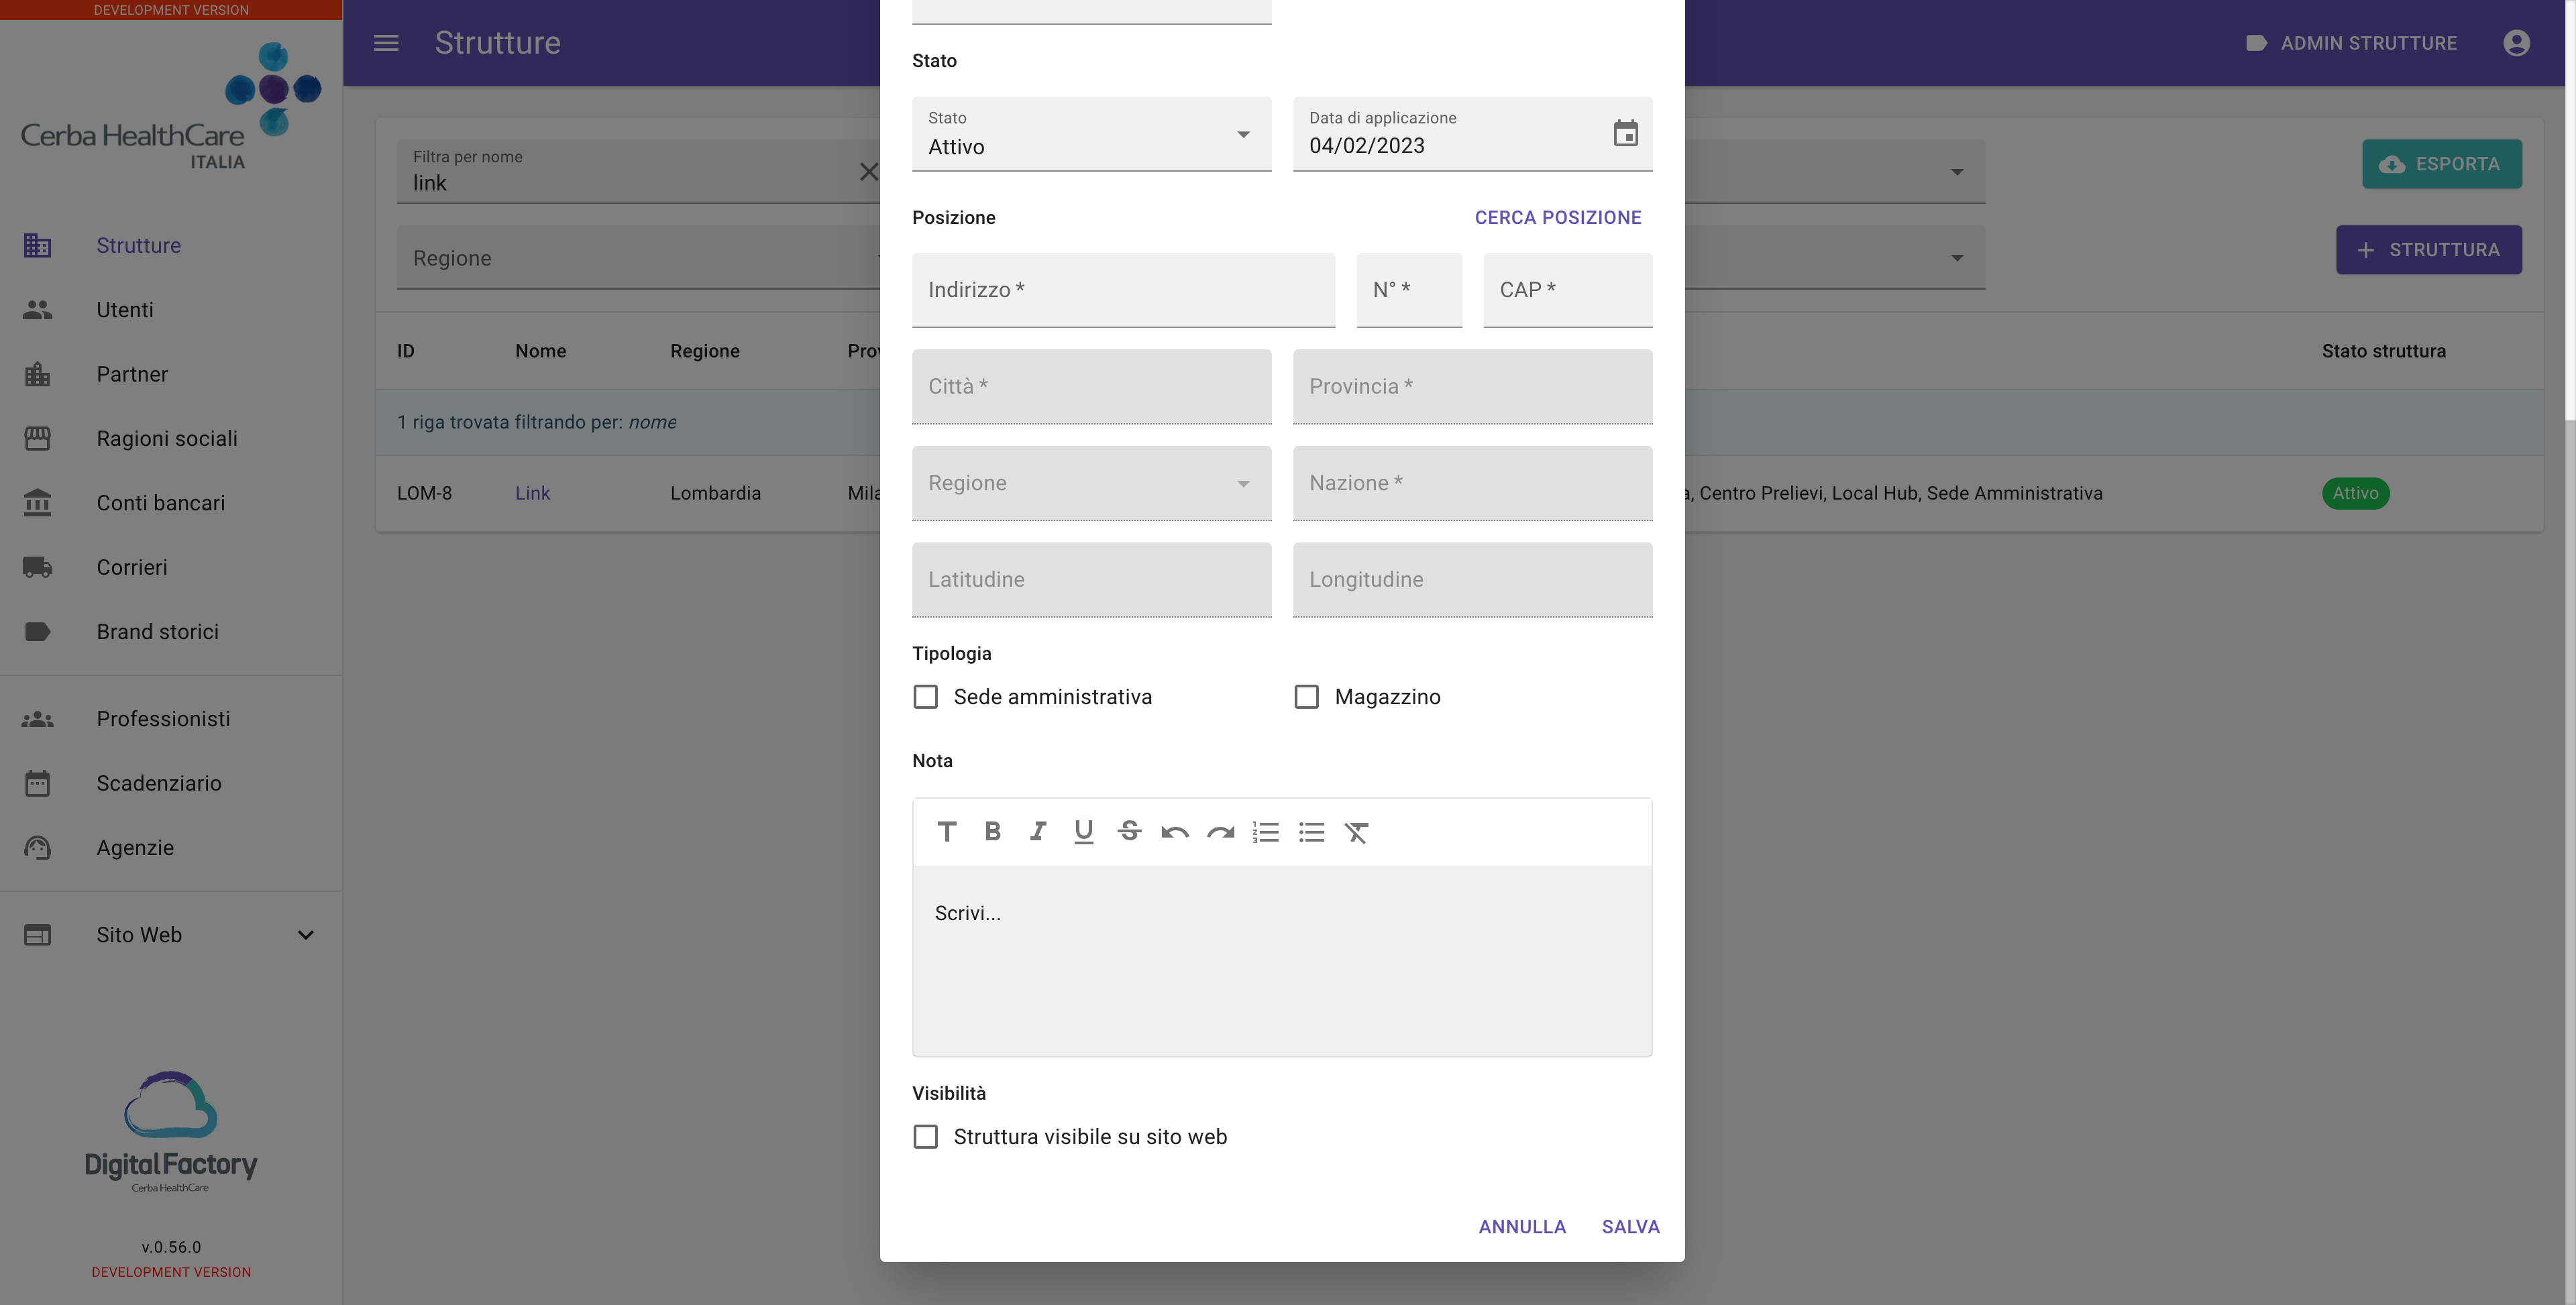 DEVELOPMENT VERSION
Cerba HealthCare
ITALIA
Strutture
Utenti
Partner
Ragioni sociali
Conti bancari
Corrieri
Brand storici
Professionisti
Scadenziario
Agenzie
Sito Web
DigitalFactory
Cerba HealthCare
v.0.56.0
DEVELOPMENT VERSION
Strutture
ADMIN STRUTTURE
Filtra per nome
link
ESPORTA
Regione
STRUTTURA
ID Nome Regione Prov Stato struttura
1 riga trovata filtrando per: nome
LOM-8 Link Lombardia Mila a, Centro Prelievi, Local Hub, Sede Amministrativa Attivo
Stato
Stato
Attivo
Data di applicazione
04/02/2023
Posizione CERCA POSIZIONE
Indirizzo * N° * CAP *
Città * Provincia *
Regione Nazione *
Latitudine Longitudine
Tipologia
Sede amministrativa Magazzino
Nota
Scrivi...
Visibilità
Struttura visibile su sito web
ANNULLA SALVA